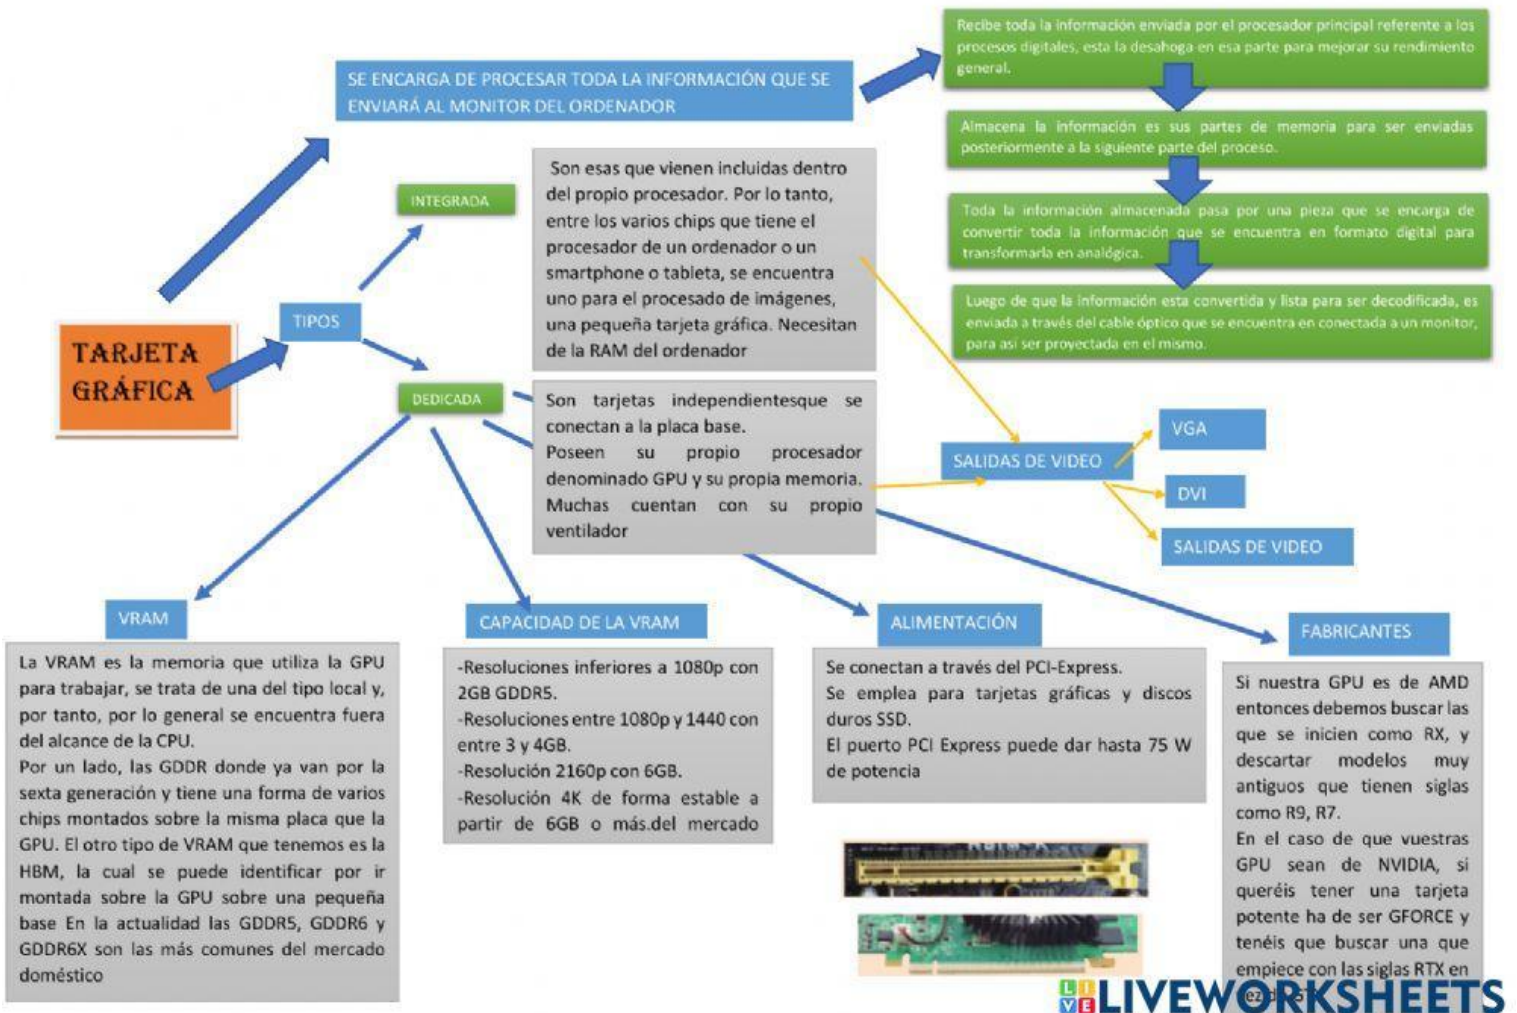 Recibe toda la información enviada por el procesador principal referente a los
procesos digitales, esta la desahoga en esa parte para mejorar su rendimiento
general.
SE ENCARGA DE PROCESAR TODA LA INFORMACIÓN QUE SE
ENVIARÁ AL MONITOR DEL ORDENADOR
Almacena la información es sus partes de memoria para ser enviadas
posteriormente a la siguiente parte del proceso.
Toda la información almacenada pasa por una pieza que se encarga de
convertir toda la información que se encuentra en formato digital para
transformarla en analógica.
Luego de que la información esta convertida y lista para ser decodificada, es
enviada a través del cable óptico que se encuentra en conectada a un monitor,
para asi ser proyectada en el mismo.
INTEGRADA
Son esas que vienen incluidas dentro
del propio procesador. Por lo tanto,
entre los varios chips que tiene el
procesador de un ordenador o un
smartphone o tableta, se encuentra
uno para el procesado de imágenes,
una pequeña tarjeta gráfica. Necesitan
de la RAM del ordenador
TIPOS
TARJETA
GRÁFICA
DEDICADA
Son tarjetas independientesque se
conectan a la placa base.
Poseen su propio procesador
denominado GPU y su propia memoria.
Muchas cuentan con su propio
ventilador
SALIDAS DE VIDEO
VGA
DVI
SALIDAS DE VIDEO
VRAM
La VRAM es la memoria que utiliza la GPU
para trabajar, se trata de una del tipo local y,
por tanto, por lo general se encuentra fuera
del alcance de la CPU.
Por un lado, las GDDR donde ya van por la
sexta generación y tiene una forma de varios
chips montados sobre la misma placa que la
GPU. El otro tipo de VRAM que tenemos es la
HBM, la cual se puede identificar por ir
montada sobre la GPU sobre una pequeña
base En la actualidad las GDDR5, GDDR6 y
GDDR6X son las más comunes del mercado
doméstico
CAPACIDAD DE LA VRAM
-Resoluciones inferiores a 1080p con
2GB GDDR5.
-Resoluciones entre 1080p y 1440 con
entre 3 y 4GB.
-Resolución 2160p con 6GB.
-Resolución 4K de forma estable a
partir de 6GB o más.del mercado
ALIMENTACIÓN
Se conectan a través del PCI-Express.
Se emplea para tarjetas gráficas y discos
duros SSD.
El puerto PCI Express puede dar hasta 75 W
de potencia
FABRICANTES
Si nuestra GPU es de AMD
entonces debemos buscar las
que se inicien como RX, y
descartar modelos muy
antiguos que tienen siglas
como R9, R7.
En el caso de que vuestras
GPU sean de NVIDIA, si
queréis tener una tarjeta
potente ha de ser GFORCE y
tenéis que buscar una que
empiece con las siglas RTX en
LIVE LIVEWORKSHEETS